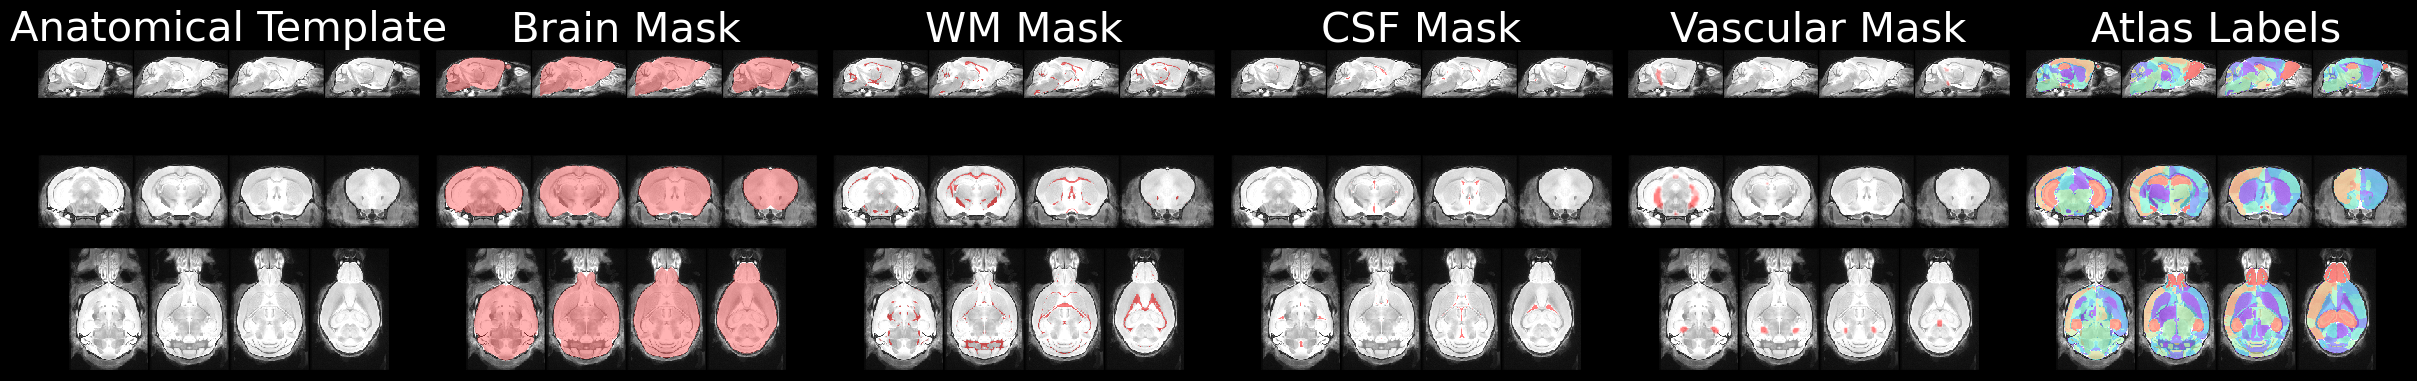 Anatomical Template
Brain Mask
WM Mask
CSF Mask
Vascular Mask
Atlas Labels